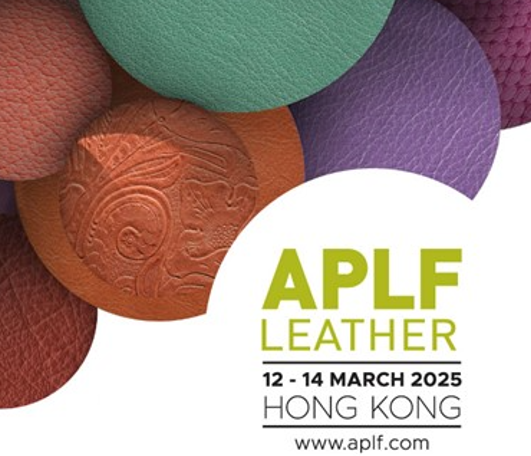 APLF
LEATHER
12 - 14 MARCH 2025
HONG KONG
www.aplf.com